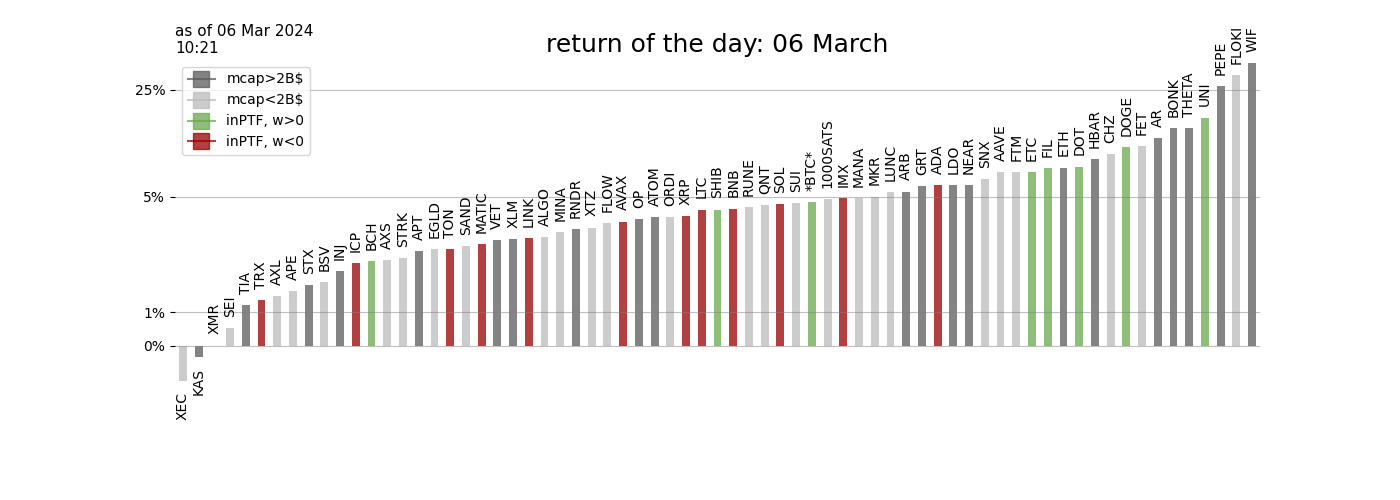 as of 06 Mar 2024
10:21
return of the day: 06 March
mcap>2B$
mcap<2B$
inPTF, w>0
inPTF, w<0
25%
5%
1%
0%
XEC
KAS
XMR
SEI
TIA
TRX
AXL
APE
STX
BSV
INJ
ICP
BCH
AXS
STRK
APT
EGLD
TON
SAND
MATIC
VET
XLM
LINK
ALGO
MINA
RNDR
XTZ
FLOW
AVAX
OP
ATOM
ORDI
XRP
LTC
SHIB
BNB
RUNE
QNT
SOL
SUI
*BTC*
1000SATS
IMX
MANA
MKR
LUNC
ARB
GRT
ADA
LDO
NEAR
SNX
AAVE
FTM
ETC
FIL
ETH
DOT
HBAR
CHZ
DOGE
FET
AR
BONK
THETA
UNI
PEPE
FLOKI
WIF